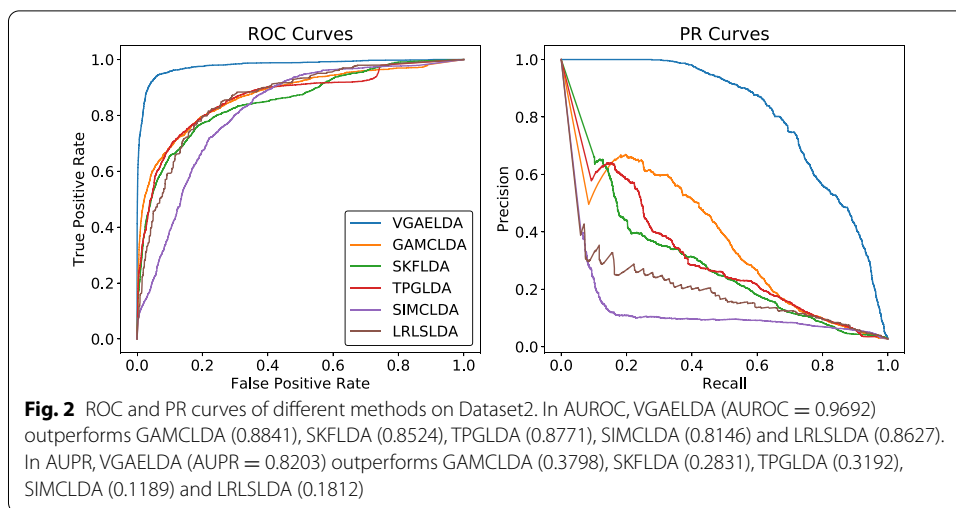 ROC Curves
1.0
0.8
0.6
0.4
0.2
0.0
True Positive Rate
VGAELDA
GAMCLDA
SKFLDA
TPGLDA
SIMCLDA
LRLSLDA
0.0 0.2 0.4 0.6 0.8 1.0
False Positive Rate
PR Curves
1.0
0.8
0.6
0.4
0.2
0.0
Precision
0.0 0.2 0.4 0.6 0.8 1.0
Recall
Fig. 2 ROC and PR curves of different methods on Dataset2. In AUROC, VGAELDA (AUROC = 0.9692)
outperforms GAMCLDA (0.8841), SKFLDA (0.8524), TPGLDA (0.8771), SIMCLDA (0.8146) and LRLSLDA (0.8627).
In AUPR, VGAELDA (AUPR = 0.8203) outperforms GAMCLDA (0.3798), SKFLDA (0.2831), TPGLDA (0.3192),
SIMCLDA (0.1189) and LRLSLDA (0.1812)